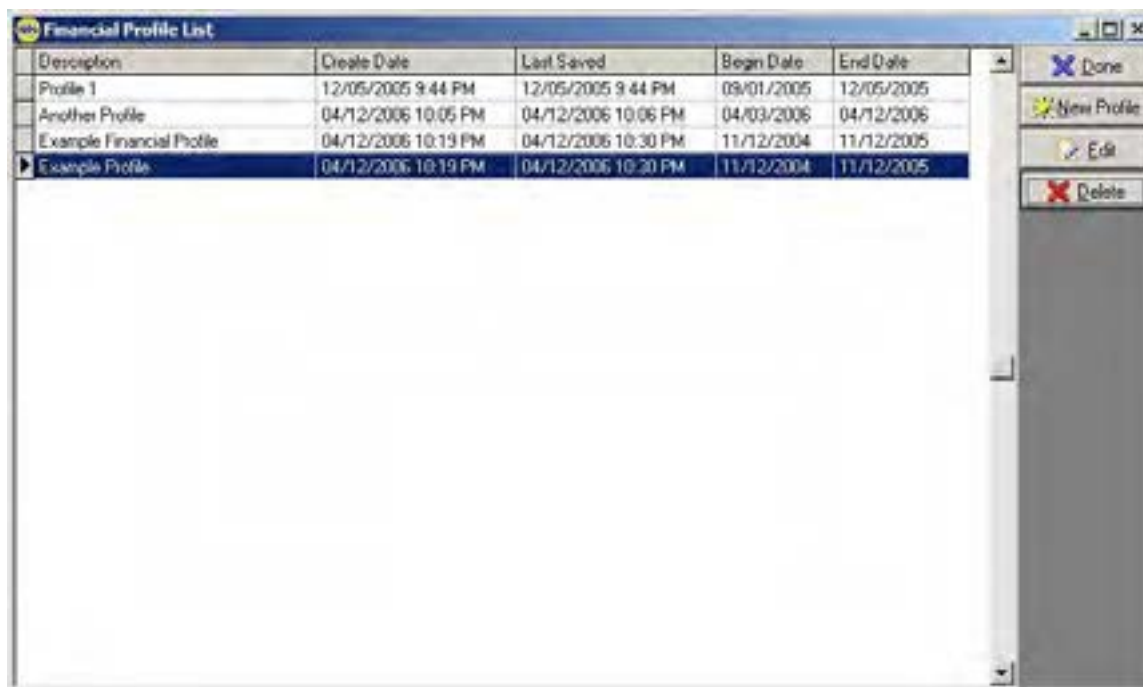 Financial Profile List
Description Create Date Last Saved Begin Date End Date
Profile 1 12/05/2005 9:44 PM 12/05/2005 9:44 PM 09/01/2005 12/05/2005
Another Profile 04/12/2006 10:05 PM 04/12/2006 10:06 PM 04/03/2006 04/12/2006
Example Financial Profile 04/12/2006 10:19 PM 04/12/2006 10:30 PM 11/12/2004 11/12/2005
Example Profile 04/12/2006 10:19 PM 04/12/2006 10:30 PM 11/12/2004 11/12/2005
Done
New Profile
Edit
Delete